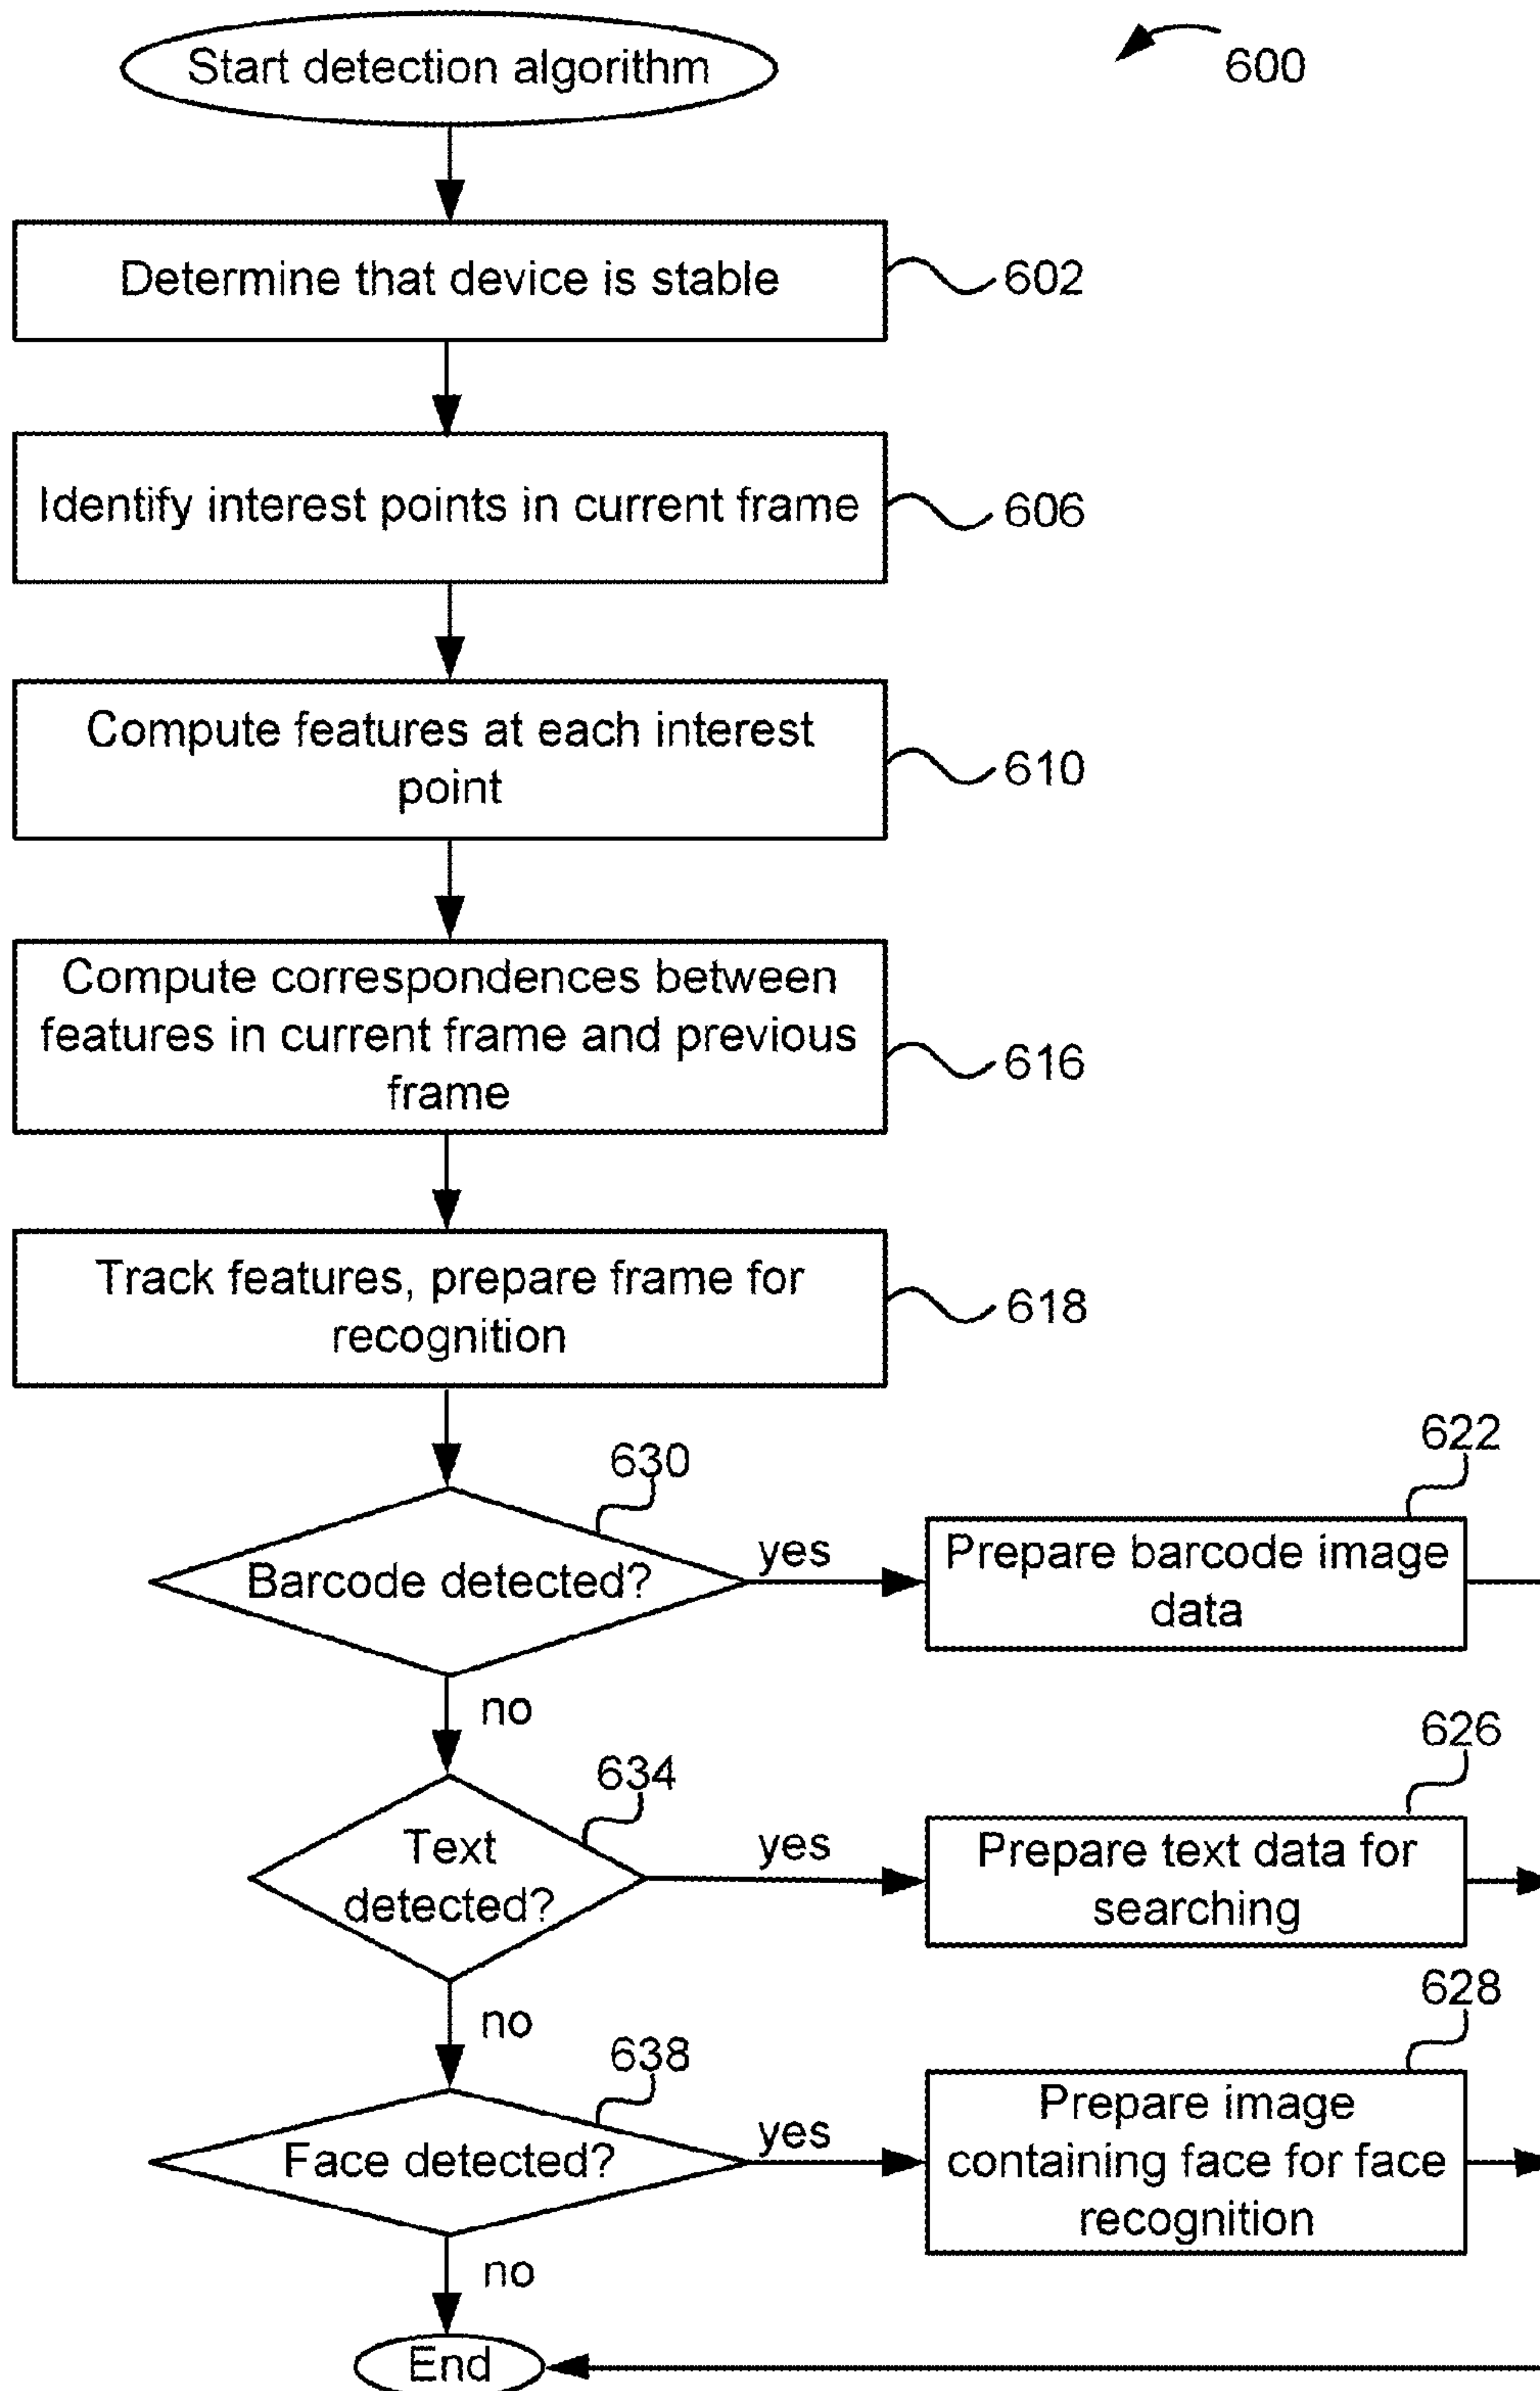 Start detection algorithm
600
Determine that device is stable
602
Identify interest points in current frame
606
Compute features at each interest
point
610
Compute correspondences between
features in current frame and previous
frame
616
Track features, prepare frame for
recognition
618
630
622
Barcode detected?
yes
Prepare barcode image
data
no
634
626
Text
detected?
yes
Prepare text data for
searching
no
638
628
Face detected?
yes
Prepare image
containing face for face
recognition
no
End